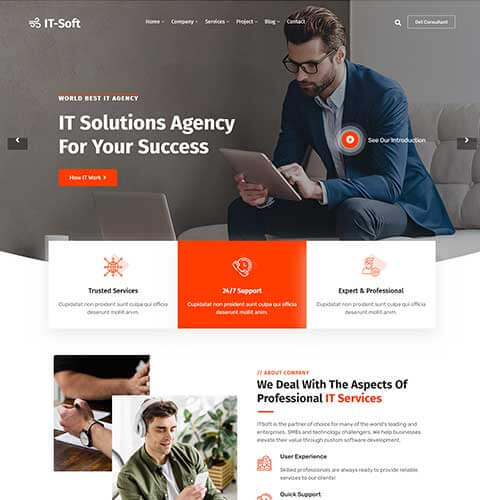 IT-Soft
Home Company Services Project Blog Contact
Get Consultant
WORLD BEST IT AGENCY
IT Solutions Agency
For Your Success
See Our Introduction
How IT Work
Trusted Services
24/7 Support
Expert & Professional
Cupidatat non proident sunt culpa qui officia
deserunt mollit anim.
Cupidatat non proident sunt culpa qui officia
deserunt mollit anim.
Cupidatat non proident sunt culpa qui officia
deserunt mollit anim.
// ABOUT COMPANY
We Deal With The Aspects Of
Professional IT Services
ITSoft is the partner of choice for many of the world's leading and
enterprises, SMEs and technology challengers. We help businesses
elevate their value through custom software development.
User Experience
Skilled professionals are always ready to provide reliable
services to our clients!
Quick Support